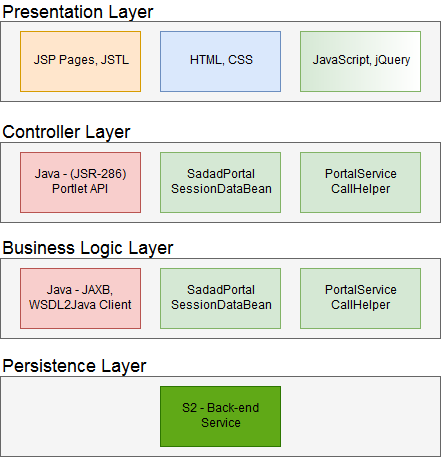 Presentation Layer
JSP Pages, JSTL
HTML, CSS
JavaScript, jQuery
Controller Layer
Java - (JSR-286)
Portlet API
SadadPortal
SessionDataBean
PortalService
CallHelper
Business Logic Layer
Java - JAXB,
WSDL2Java Client
SadadPortal
SessionDataBean
PortalService
CallHelper
Persistence Layer
S2 - Back-end
Service